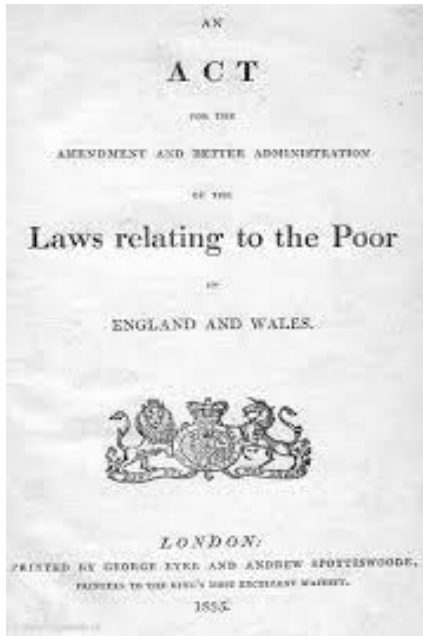 AN
ACT
FOR THE
AMENDMENT AND BETTER ADMINISTRATION
OF THE
Laws relating to the Poor
IN
ENGLAND AND WALES.
LONDON:
PRINTED BY GEORGE EYRE AND ANDREW SPOTTISWOODE,
PRINTERS TO THE KING'S MOST EXCELLENT MAJESTY.
1835.